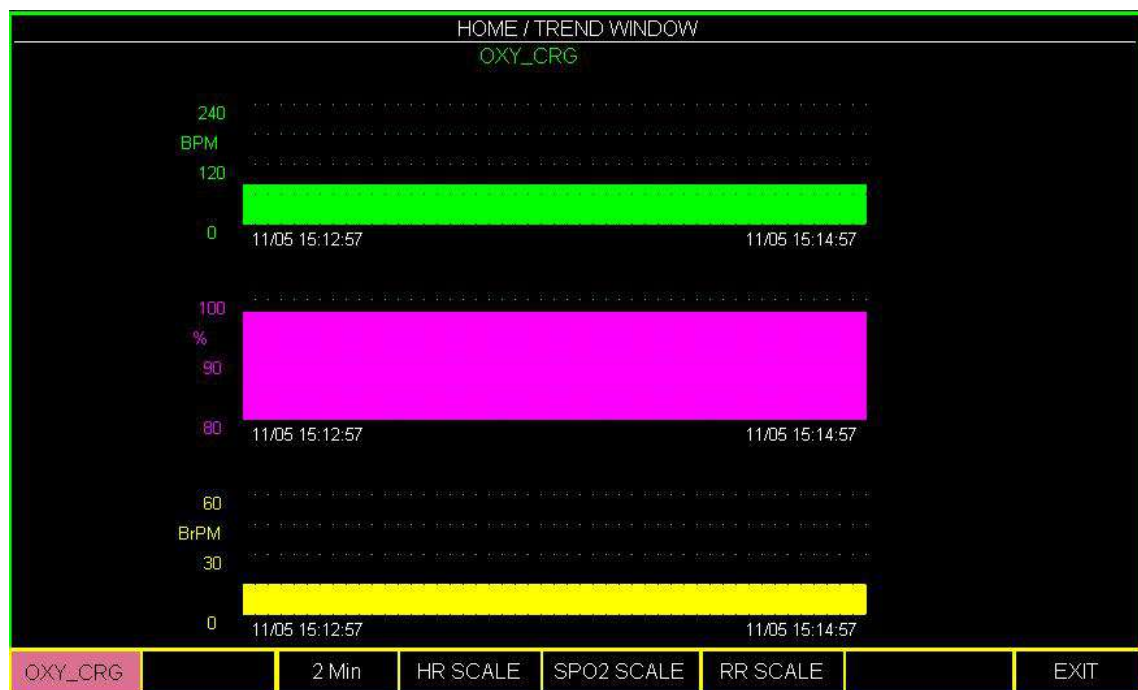 HOME / TREND WINDOW
OXY_CRG
240
BPM
120
0
11/05 15:12:57 11/05 15:14:57
100
%
90
80
11/05 15:12:57 11/05 15:14:57
60
BrPM
30
0
11/05 15:12:57 11/05 15:14:57
OXY_CRG 2 Min HR SCALE SPO2 SCALE RR SCALE EXIT